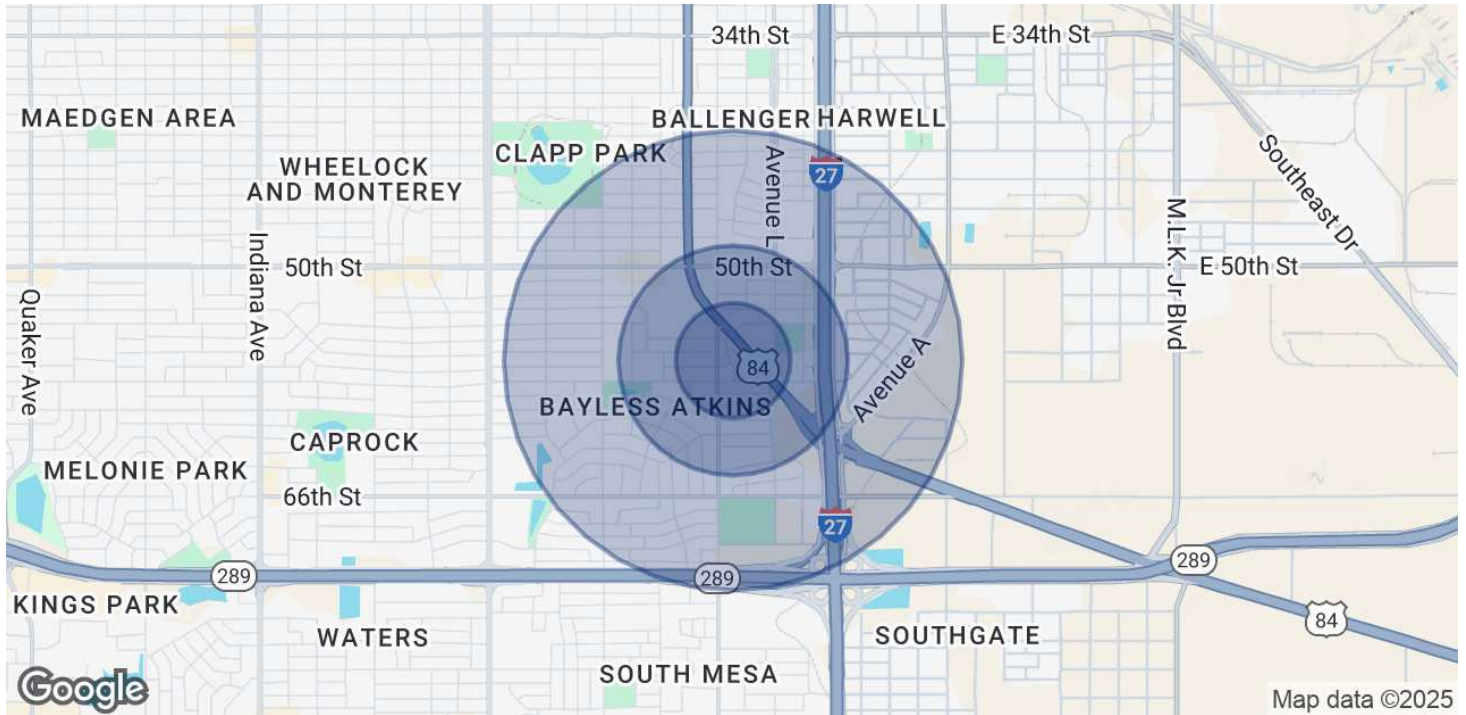 34th St
E 34th St
MAEDGEN AREA
BALLENGER
HARWELL
CLAPP PARK
WHEELOCK
AND MONTEREY
Avenue L
27
Southeast Dr
M.L.K. Jr Blvd
Indiana Ave
50th St
50th St
E 50th St
Quaker Ave
84
Avenue A
BAYLESS ATKINS
CAPROCK
MELONIE PARK
66th St
27
289
289
289
KINGS PARK
84
WATERS
SOUTHGATE
SOUTH MESA
Google
Map data ©2025